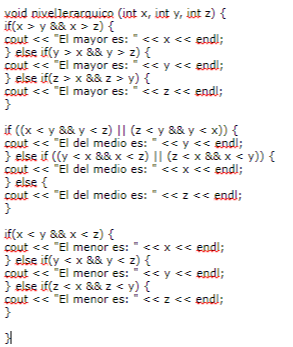 void nivelJerarquico (int x, int y, int z) {
if(x > y && x > z) {
cout << "El mayor es: " << x << endl;
} else if(y > x && y > z) {
cout << "El mayor es: " << y << endl;
} else if(z > x && z > y) {
cout << "El mayor es: " << z << endl;
}
if ((x < y && y < z) || (z < y && y < x)) {
cout << "El del medio es: " << y << endl;
} else if ((y < x && x < z) || (z < x && x < y)) {
cout << "El del medio es: " << x << endl;
} else {
cout << "El del medio es: " << z << endl;
}
if(x < y && x < z) {
cout << "El menor es: " << x << endl;
} else if(y < x && y < z) {
cout << "El menor es: " << y << endl;
} else if(z < x && z < y) {
cout << "El menor es: " << z << endl;
}
}